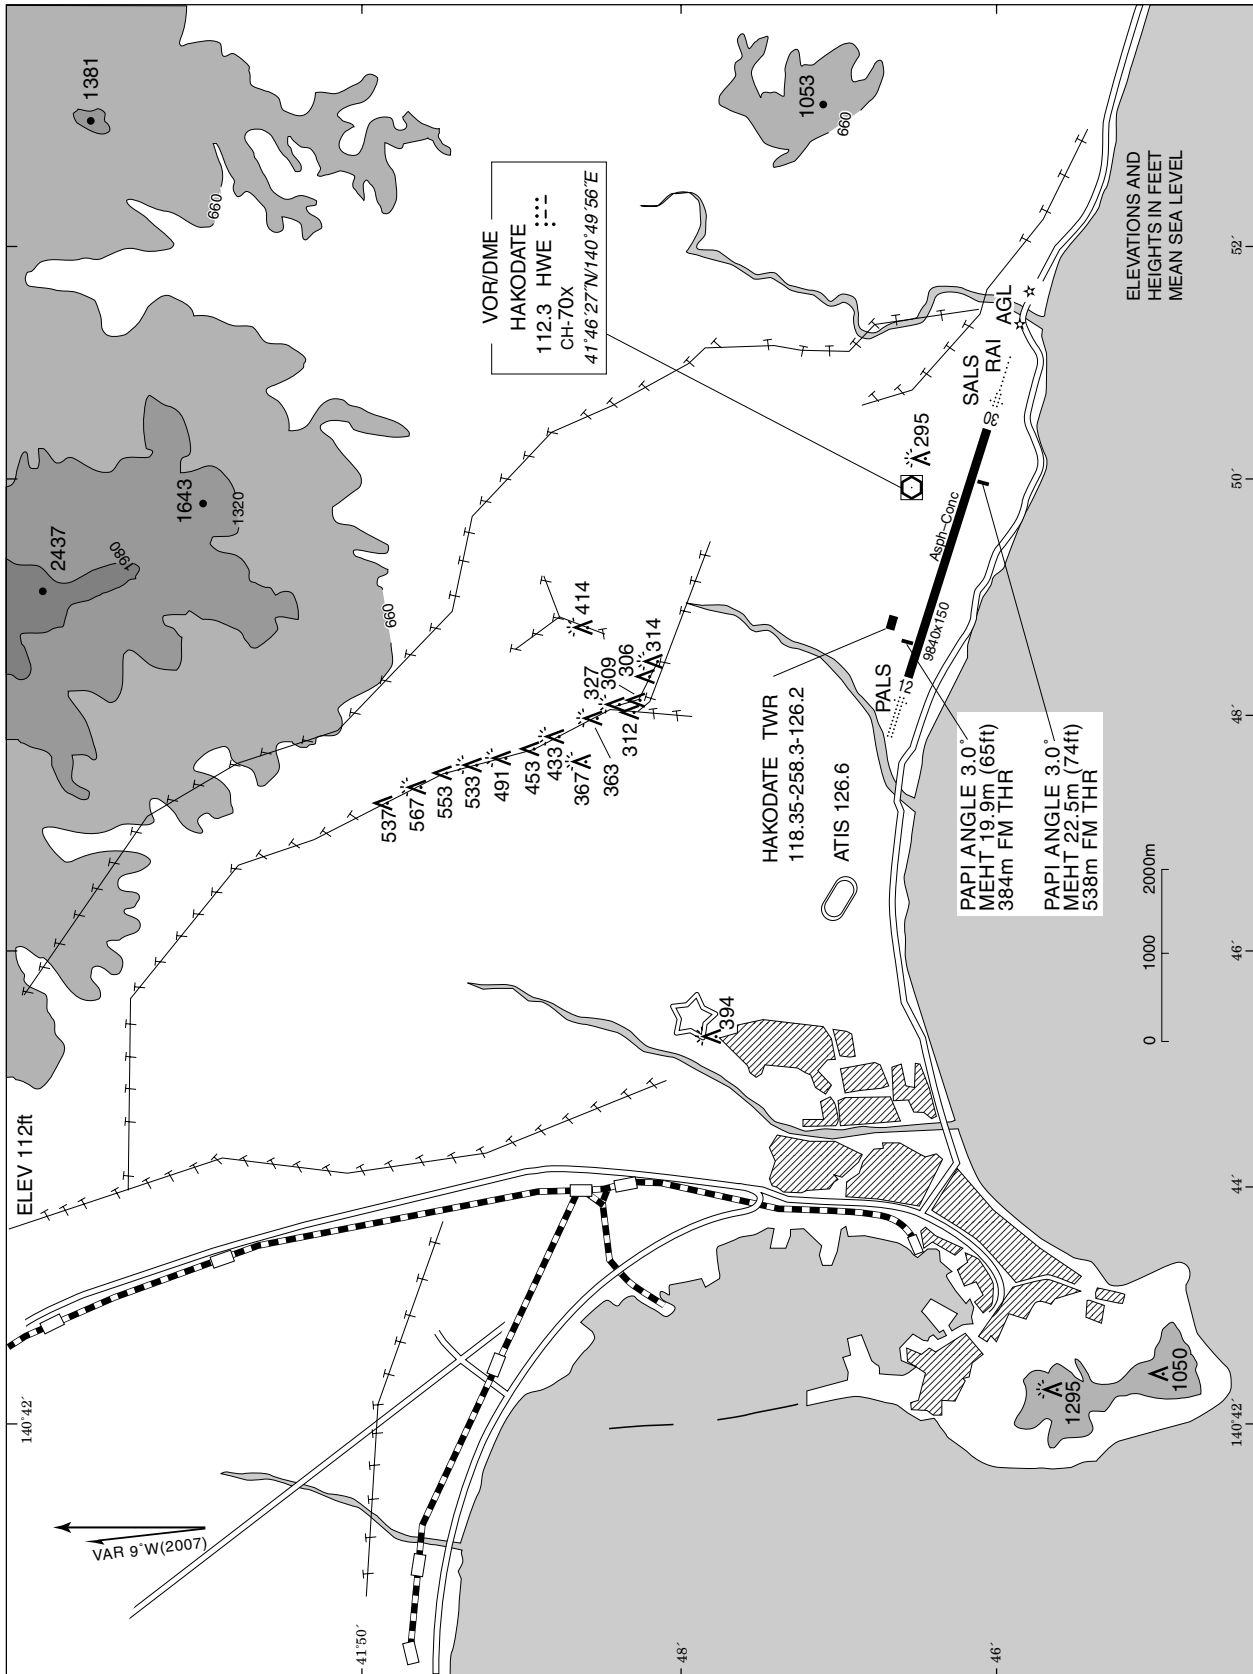 ELEV 112ft
VAR 9°W(2007)
140°42′
44′
46′
48′
50′
52′
140°42′
41°50′
48′
46′
2437
1980
1643
1320
1381
660
660
1053
660
VOR/DME
HAKODATE
112.3 HWE
CH-70x
41°46′27″N/140°49′56″E
537
567
553
533
491
453
433
367
363
327
312
309
306
314
414
295
394
1295
1050
HAKODATE TWR
118.35-258.3-126.2
ATIS 126.6
PALS
12
9840x150
Asph-Conc
30
SALS
RAI
AGL
PAPI ANGLE 3.0°
MEHT 19.9m (65ft)
384m FM THR
PAPI ANGLE 3.0°
MEHT 22.5m (74ft)
538m FM THR
0 1000 2000m
ELEVATIONS AND
HEIGHTS IN FEET
MEAN SEA LEVEL